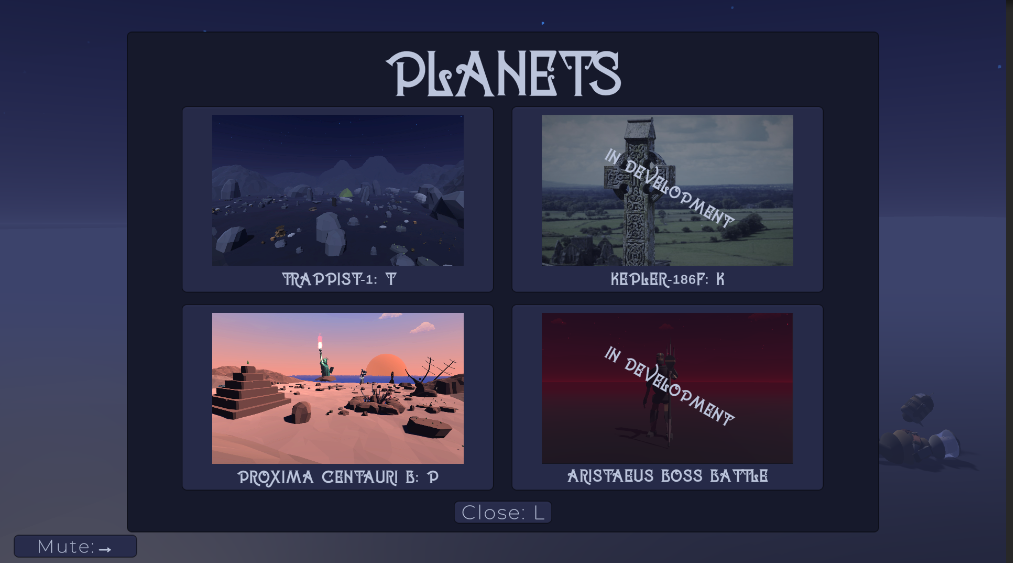 PLANETS
IN DEVELOPMENT
TRAPPIST-1: T
KEPLER-186F: K
IN DEVELOPMENT
PROXIMA CENTAURI B: P
ARISTAEUS BOSS BATTLE
Close: L
Mute:→